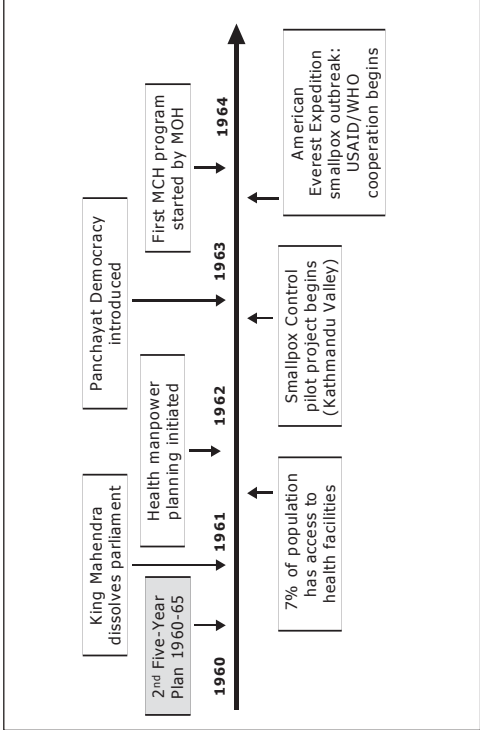 King Mahendra
dissolves parliament
Panchayat Democracy
introduced
2nd Five-Year
Plan 1960-65
Health manpower
planning initiated
First MCH program
started by MOH
1960
1961
1962
1963
1964
7% of population
has access to
health facilities
Smallpox Control
pilot project begins
(Kathmandu Valley)
American
Everest Expedition
smallpox outbreak:
USAID/WHO
cooperation begins